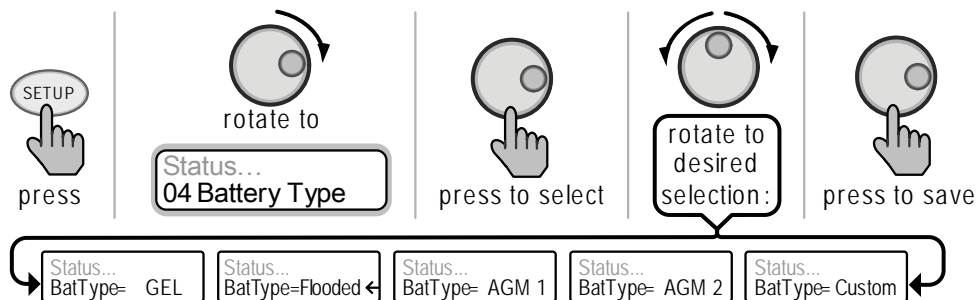 SETUP
press
rotate to
Status...
04 Battery Type
press to select
rotate to
desired
selection:
press to save
Status...
BatType= GEL
Status...
BatType=Flooded ←
Status...
BatType= AGM 1
Status...
BatType= AGM 2
Status...
BatType= Custom